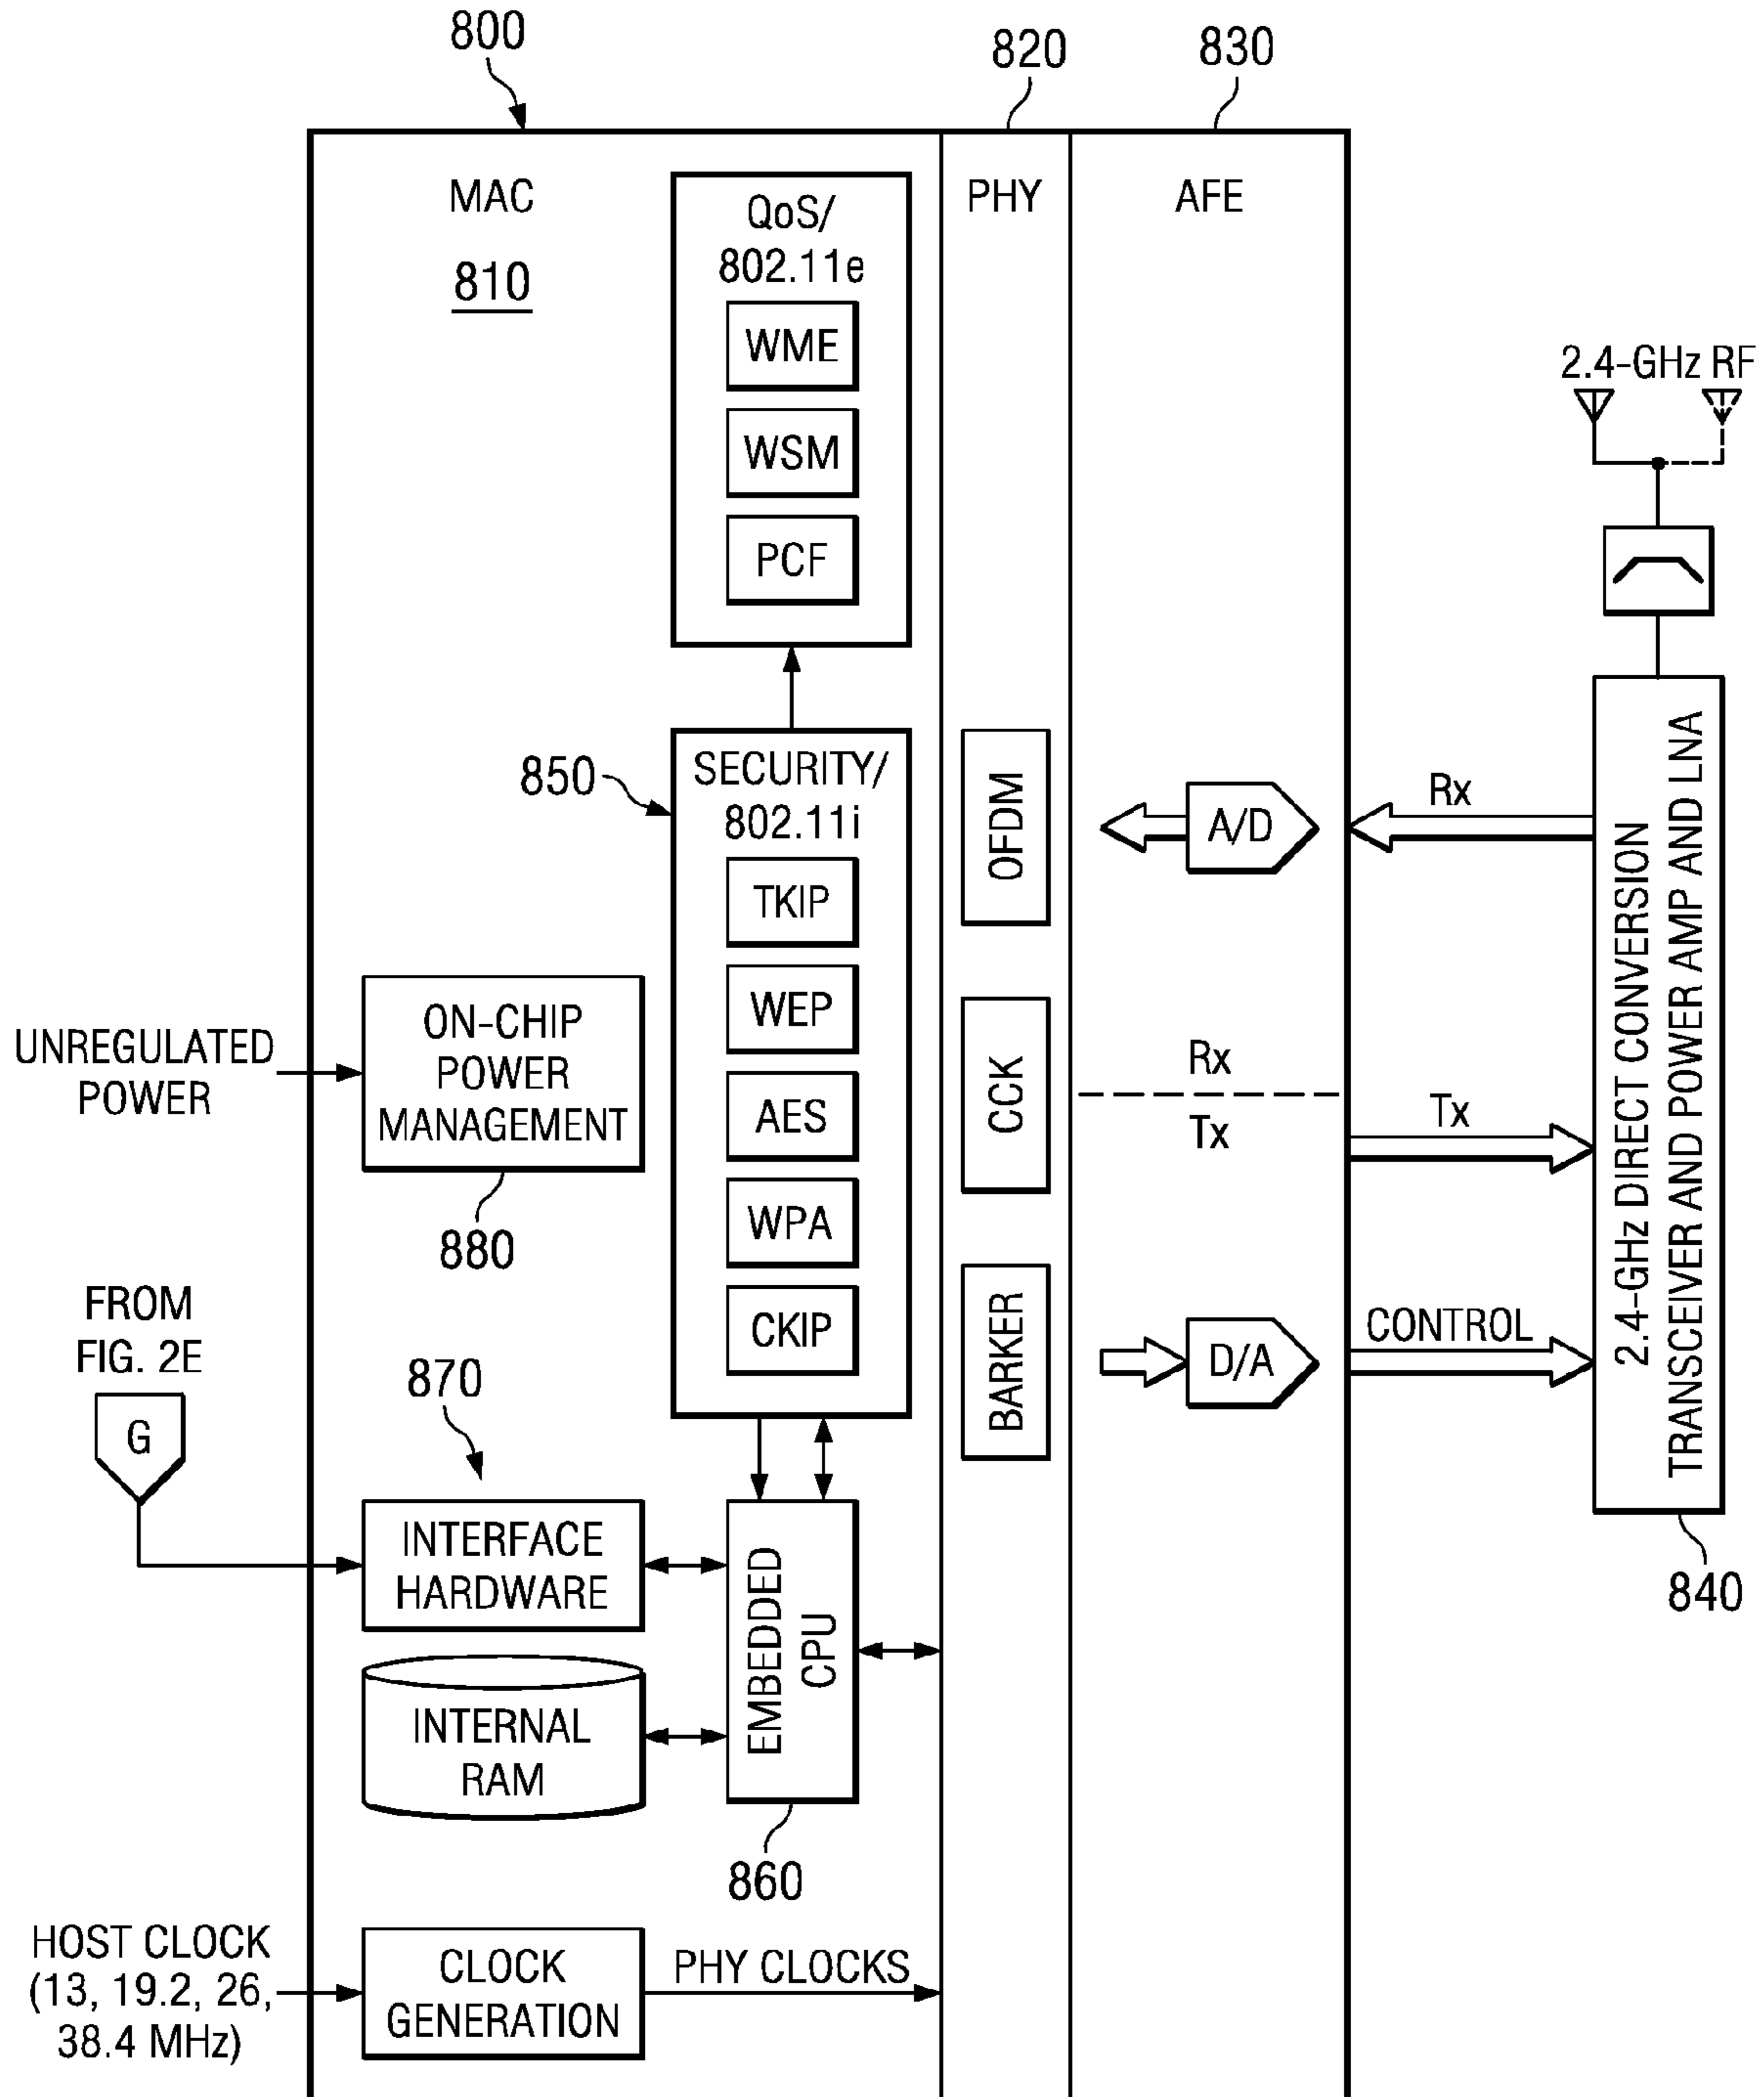 800
820
830
MAC
810
QoS/
802.11e
WME
WSM
PCF
PHY
AFE
2.4-GHz RF
850
SECURITY/
802.11i
TKIP
WEP
AES
WPA
CKIP
OFDM
CCK
BARKER
A/D
Rx
Tx
D/A
Rx
Tx
CONTROL
2.4-GHz DIRECT CONVERSION
TRANSCEIVER AND POWER AMP AND LNA
840
UNREGULATED
POWER
ON-CHIP
POWER
MANAGEMENT
880
FROM
FIG. 2E
G
870
INTERFACE
HARDWARE
INTERNAL
RAM
EMBEDDED
CPU
860
HOST CLOCK
(13, 19.2, 26,
38.4 MHz)
CLOCK
GENERATION
PHY CLOCKS